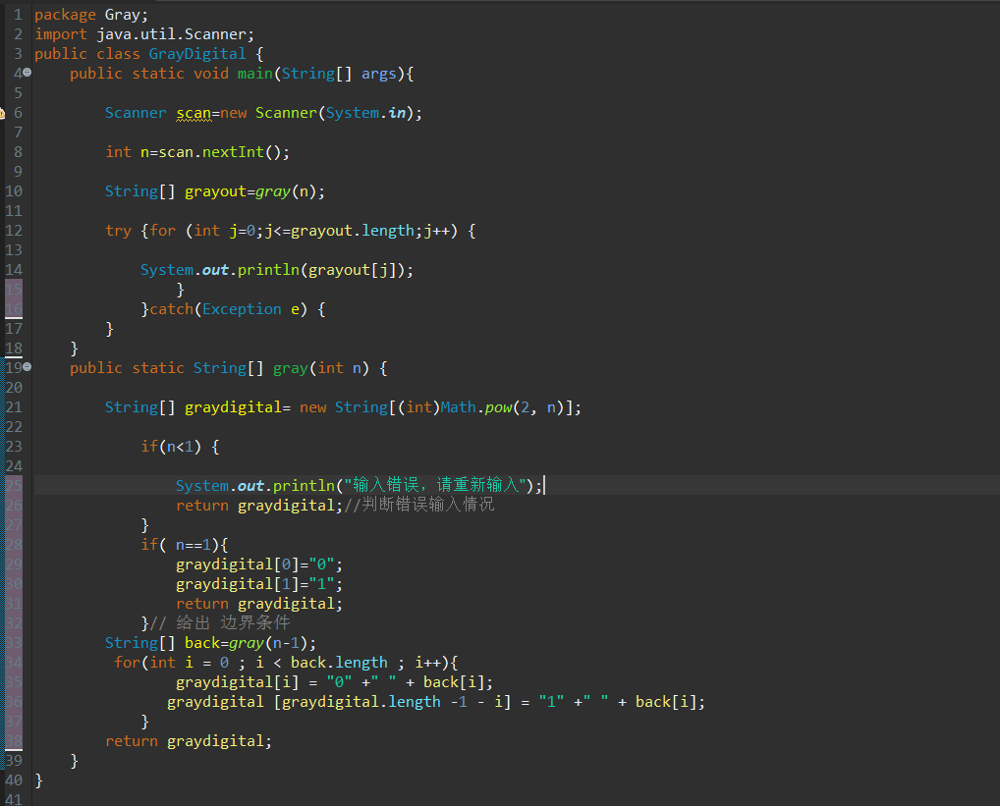 1 package Gray;
2 import java.util.Scanner;
3 public class GrayDigital {
4 public static void main(String[] args){
5
6 Scanner scan=new Scanner(System.in);
7
8 int n=scan.nextInt();
9
10 String[] grayout=gray(n);
11
12 try {for (int j=0;j<=grayout.length;j++) {
13
14 System.out.println(grayout[j]);
15 }
16 }catch(Exception e) {
17 }
18 }
19 public static String[] gray(int n) {
20
21 String[] graydigital= new String[(int)Math.pow(2, n)];
22
23 if(n<1) {
24
25 System.out.println("输入错误，请重新输入");
26 return graydigital;//判断错误输入情况
27 }
28 if( n==1){
29 graydigital[0]="0";
30 graydigital[1]="1";
31 return graydigital;
32 }// 给出 边界条件
33 String[] back=gray(n-1);
34 for(int i = 0 ; i < back.length ; i++){
35 graydigital[i] = "0" +" " + back[i];
36 graydigital [graydigital.length -1 - i] = "1" +" " + back[i];
37 }
38 return graydigital;
39 }
40 }
41